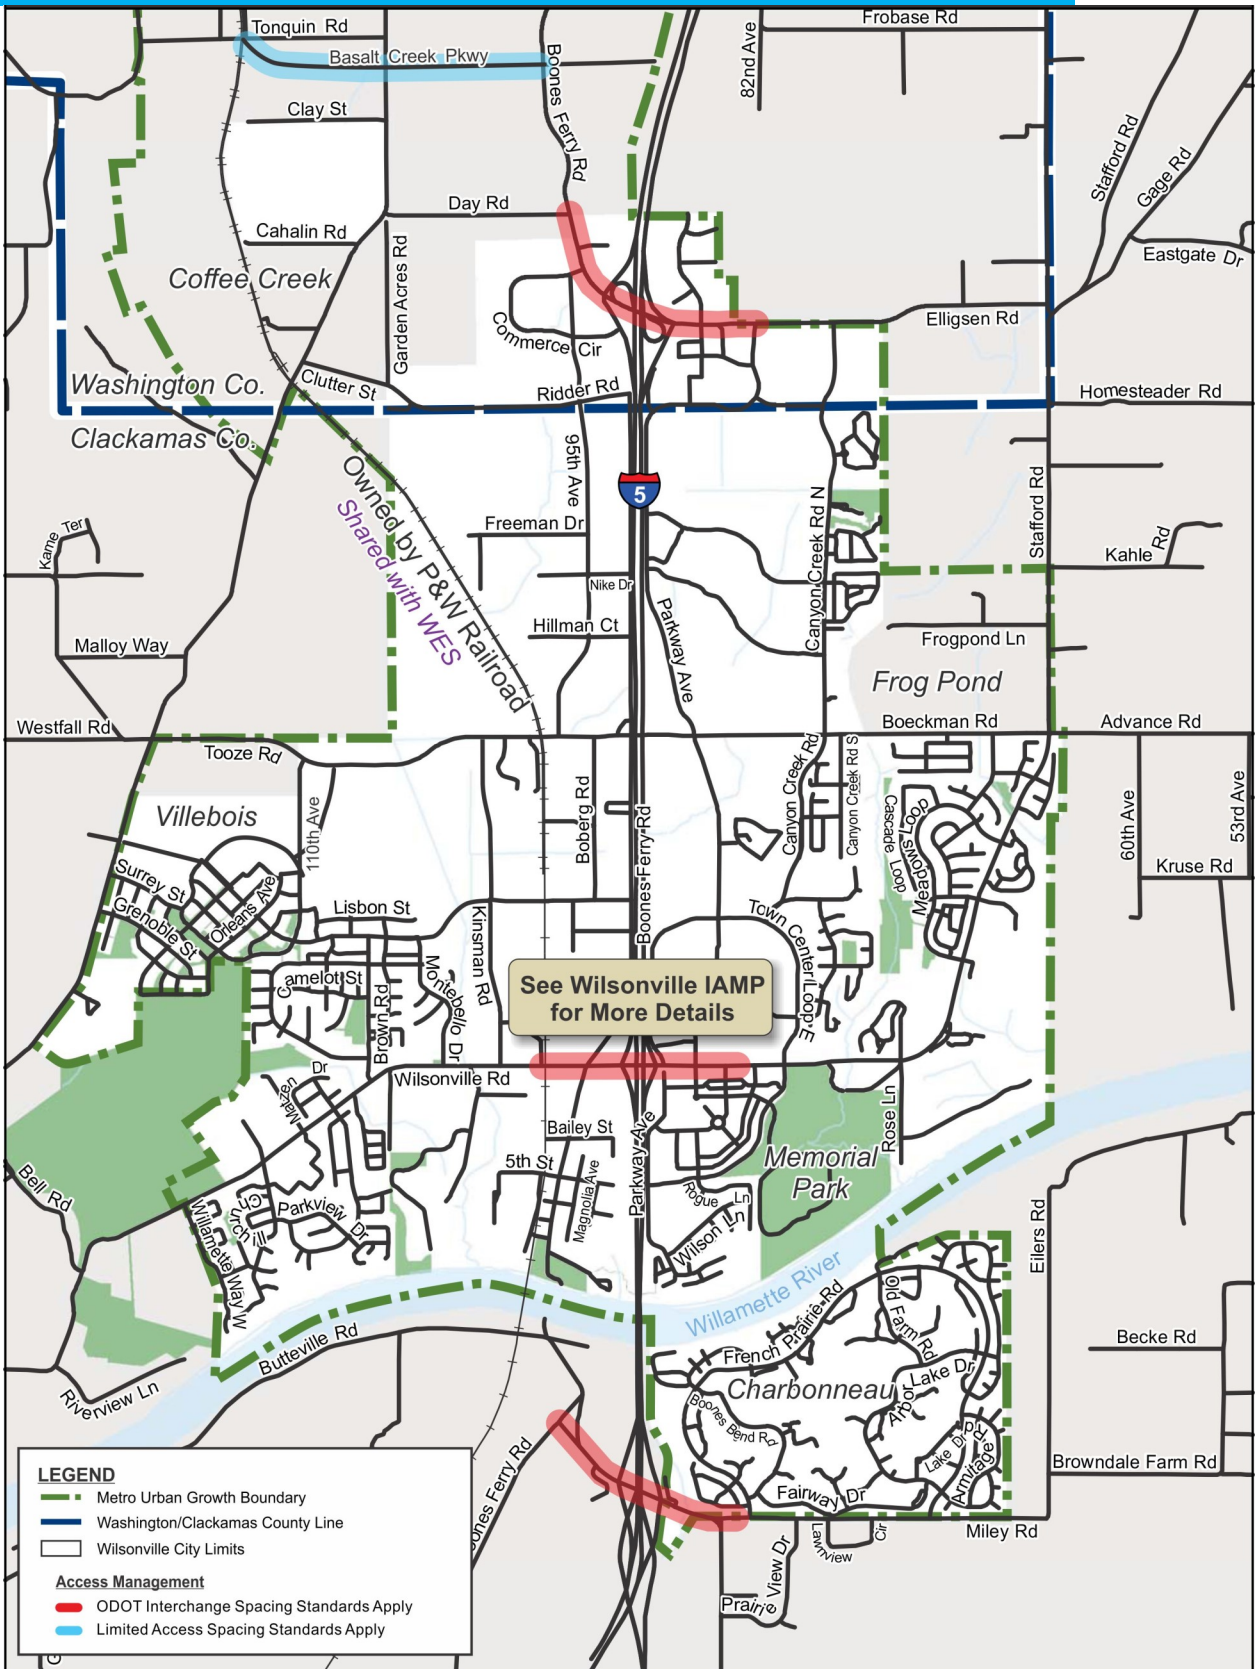 Tonquin Rd
Frobase Rd
Basalt Creek Pkwy
82nd Ave
Boones Ferry Rd
Clay St
Stafford Rd
Gage Rd
Day Rd
Cahalin Rd
Eastgate Dr
Coffee Creek
Garden Acres Rd
Elligsen Rd
Commerce Cir
Washington Co.
Clutter St
Ridder Rd
Homesteader Rd
Clackamas Co.
95th Ave
5
Owned by P&W Railroad
Shared with WES
Canyon Creek Rd N
Stafford Rd
Freeman Dr
Kame Ter
Kahle Rd
Nike Dr
Parkway Ave
Hillman Ct
Malloy Way
Frogpond Ln
Frog Pond
Westfall Rd
Boeckman Rd
Advance Rd
Tooze Rd
Canyon Creek Rd
Canyon Creek Rd S
Villebois
110th Ave
Boberg Rd
Boones Ferry Rd
Cascade Loop
Meadows Loop
60th Ave
53rd Ave
Kruse Rd
Surrey St
Orleans Ave
Grenoble St
Lisbon St
Kinsman Rd
Town Center Loop E
Camelot St
Montebello Dr
Brown Rd
See Wilsonville IAMP
for More Details
Wilsonville Rd
Matzen Dr
Rose Ln
Bailey St
Parkway Ave
5th St
Magnolia Ave
Memorial
Park
Bell Rd
Rogue Ln
Wilson Ln
Churchill
Parkview Dr
Willamette Way W
Eilers Rd
Willamette River
Old Farm Rd
French Prairie Rd
Butteville Rd
Becke Rd
Riverview Ln
Charbonneau
Arbor Lake Dr
Boones Bend Rd
Lake Dr
Armitage Rd
Boones Ferry Rd
Browndale Farm Rd
Fairway Dr
Lawnview Cir
Miley Rd
Prairie View Dr
LEGEND
Metro Urban Growth Boundary
Washington/Clackamas County Line
Wilsonville City Limits
Access Management
ODOT Interchange Spacing Standards Apply
Limited Access Spacing Standards Apply